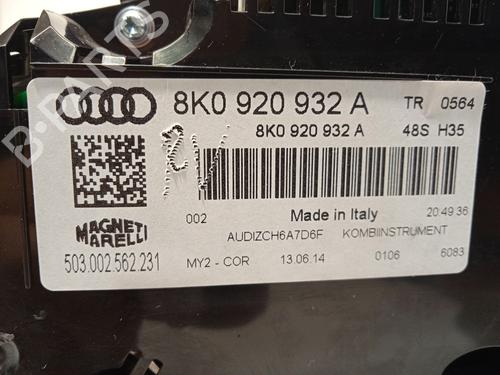 8K0 920 932 A TR 0564
8K0 920 932 A 48S H35
002 Made in Italy 20:49:36
MAGNETI MARELLI AUDIZCH6A7D6F KOMBIINSTRUMENT
503.002.562.231 MY2 - COR 13.06.14 0106 6083
B-PARTS